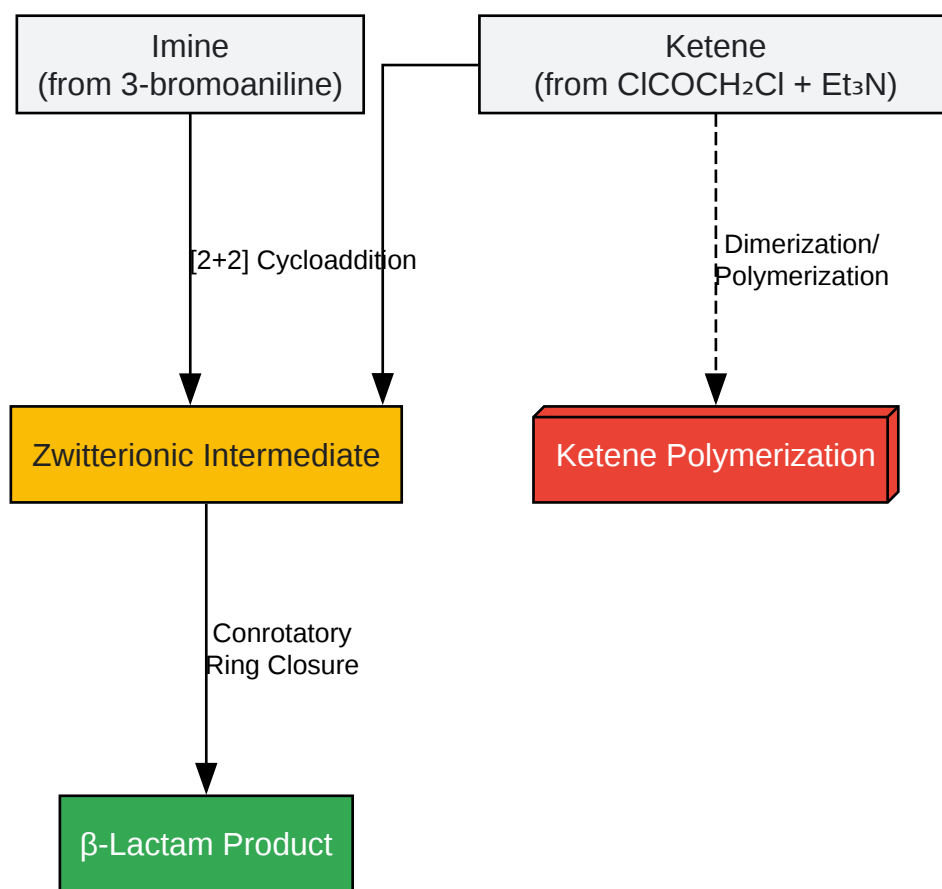 Imine
(from 3-bromoaniline)
Ketene
(from ClCOCH₂Cl + Et₃N)
[2+2] Cycloaddition
Dimerization/
Polymerization
Zwitterionic Intermediate
Ketene Polymerization
Conrotatory
Ring Closure
β-Lactam Product